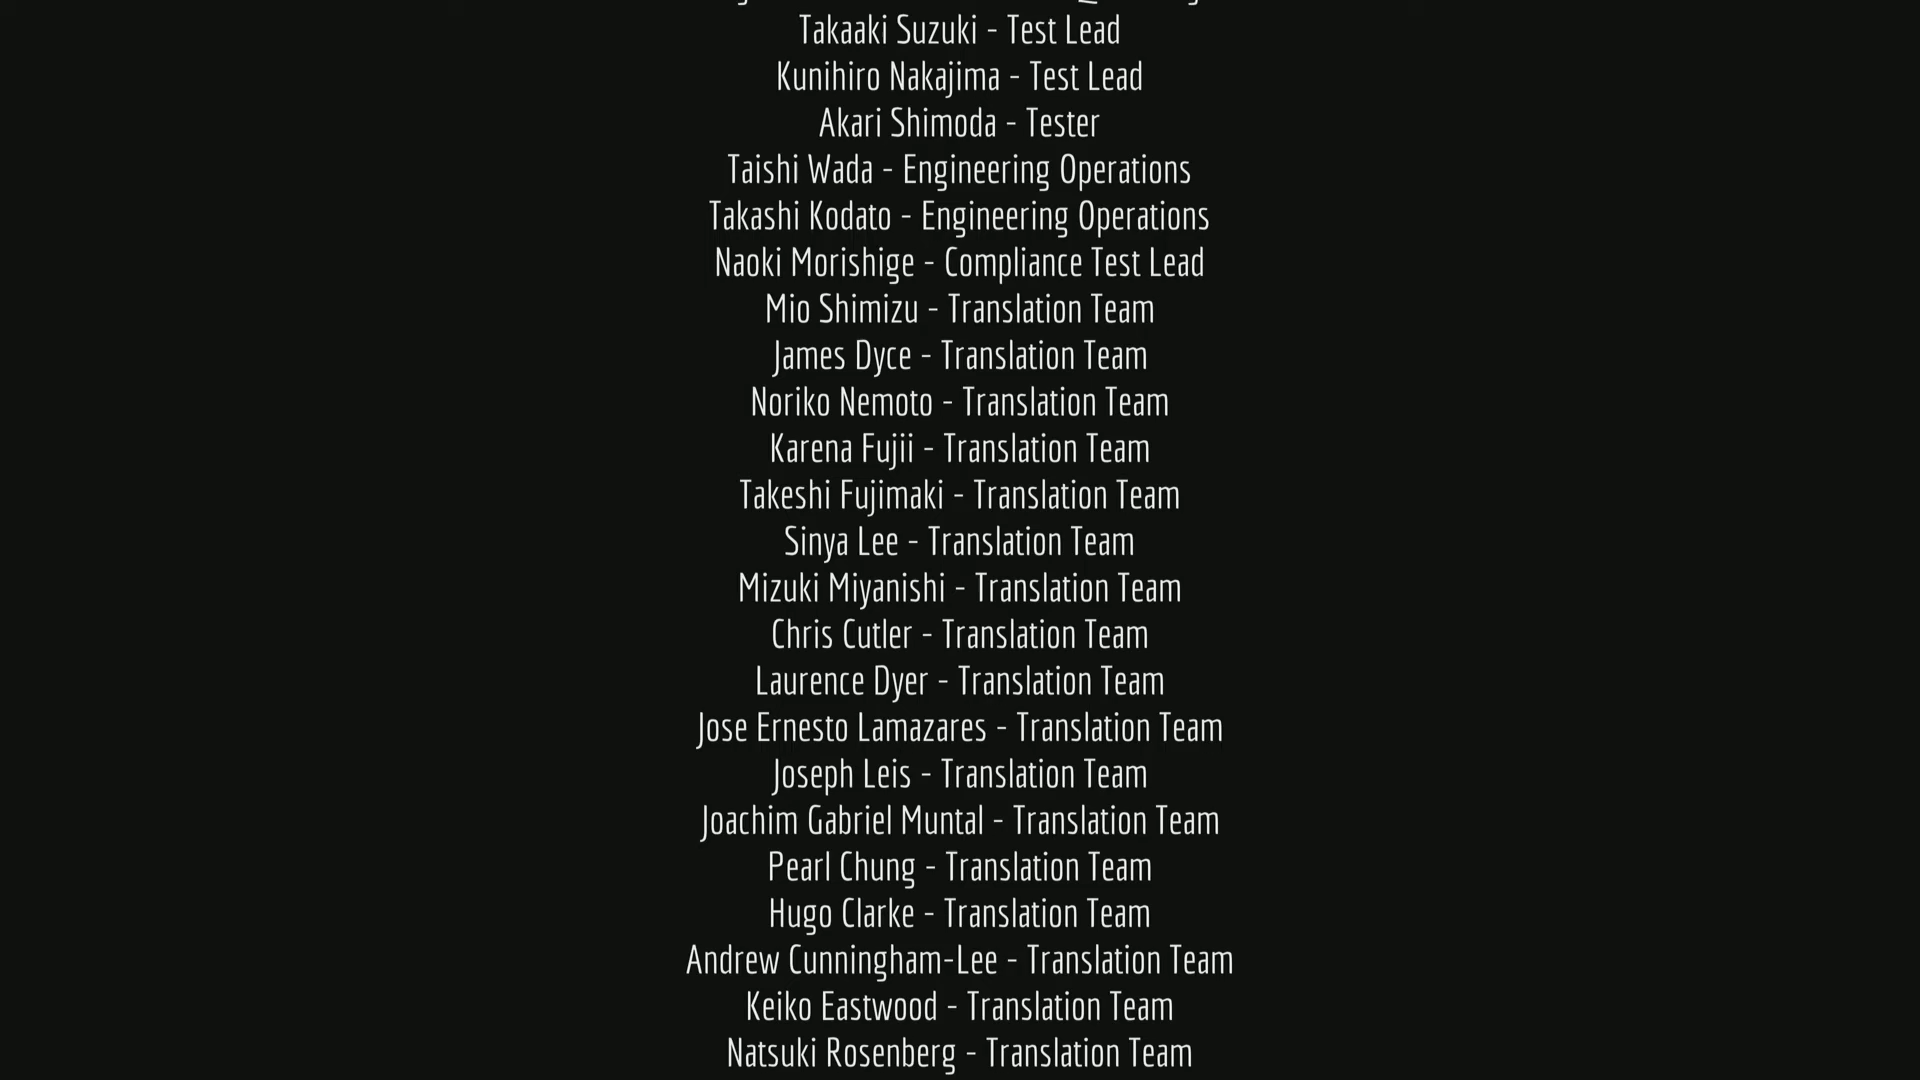 Takaaki Suzuki - Test Lead
Kunihiro Nakajima - Test Lead
Akari Shimoda - Tester
Taishi Wada - Engineering Operations
Takashi Kodato - Engineering Operations
Naoki Morishige - Compliance Test Lead
Mio Shimizu - Translation Team
James Dyce - Translation Team
Noriko Nemoto - Translation Team
Karena Fujii - Translation Team
Takeshi Fujimaki - Translation Team
Sinya Lee - Translation Team
Mizuki Miyanishi - Translation Team
Chris Cutler - Translation Team
Laurence Dyer - Translation Team
Jose Ernesto Lamazares - Translation Team
Joseph Leis - Translation Team
Joachim Gabriel Muntal - Translation Team
Pearl Chung - Translation Team
Hugo Clarke - Translation Team
Andrew Cunningham-Lee - Translation Team
Keiko Eastwood - Translation Team
Natsuki Rosenberg - Translation Team